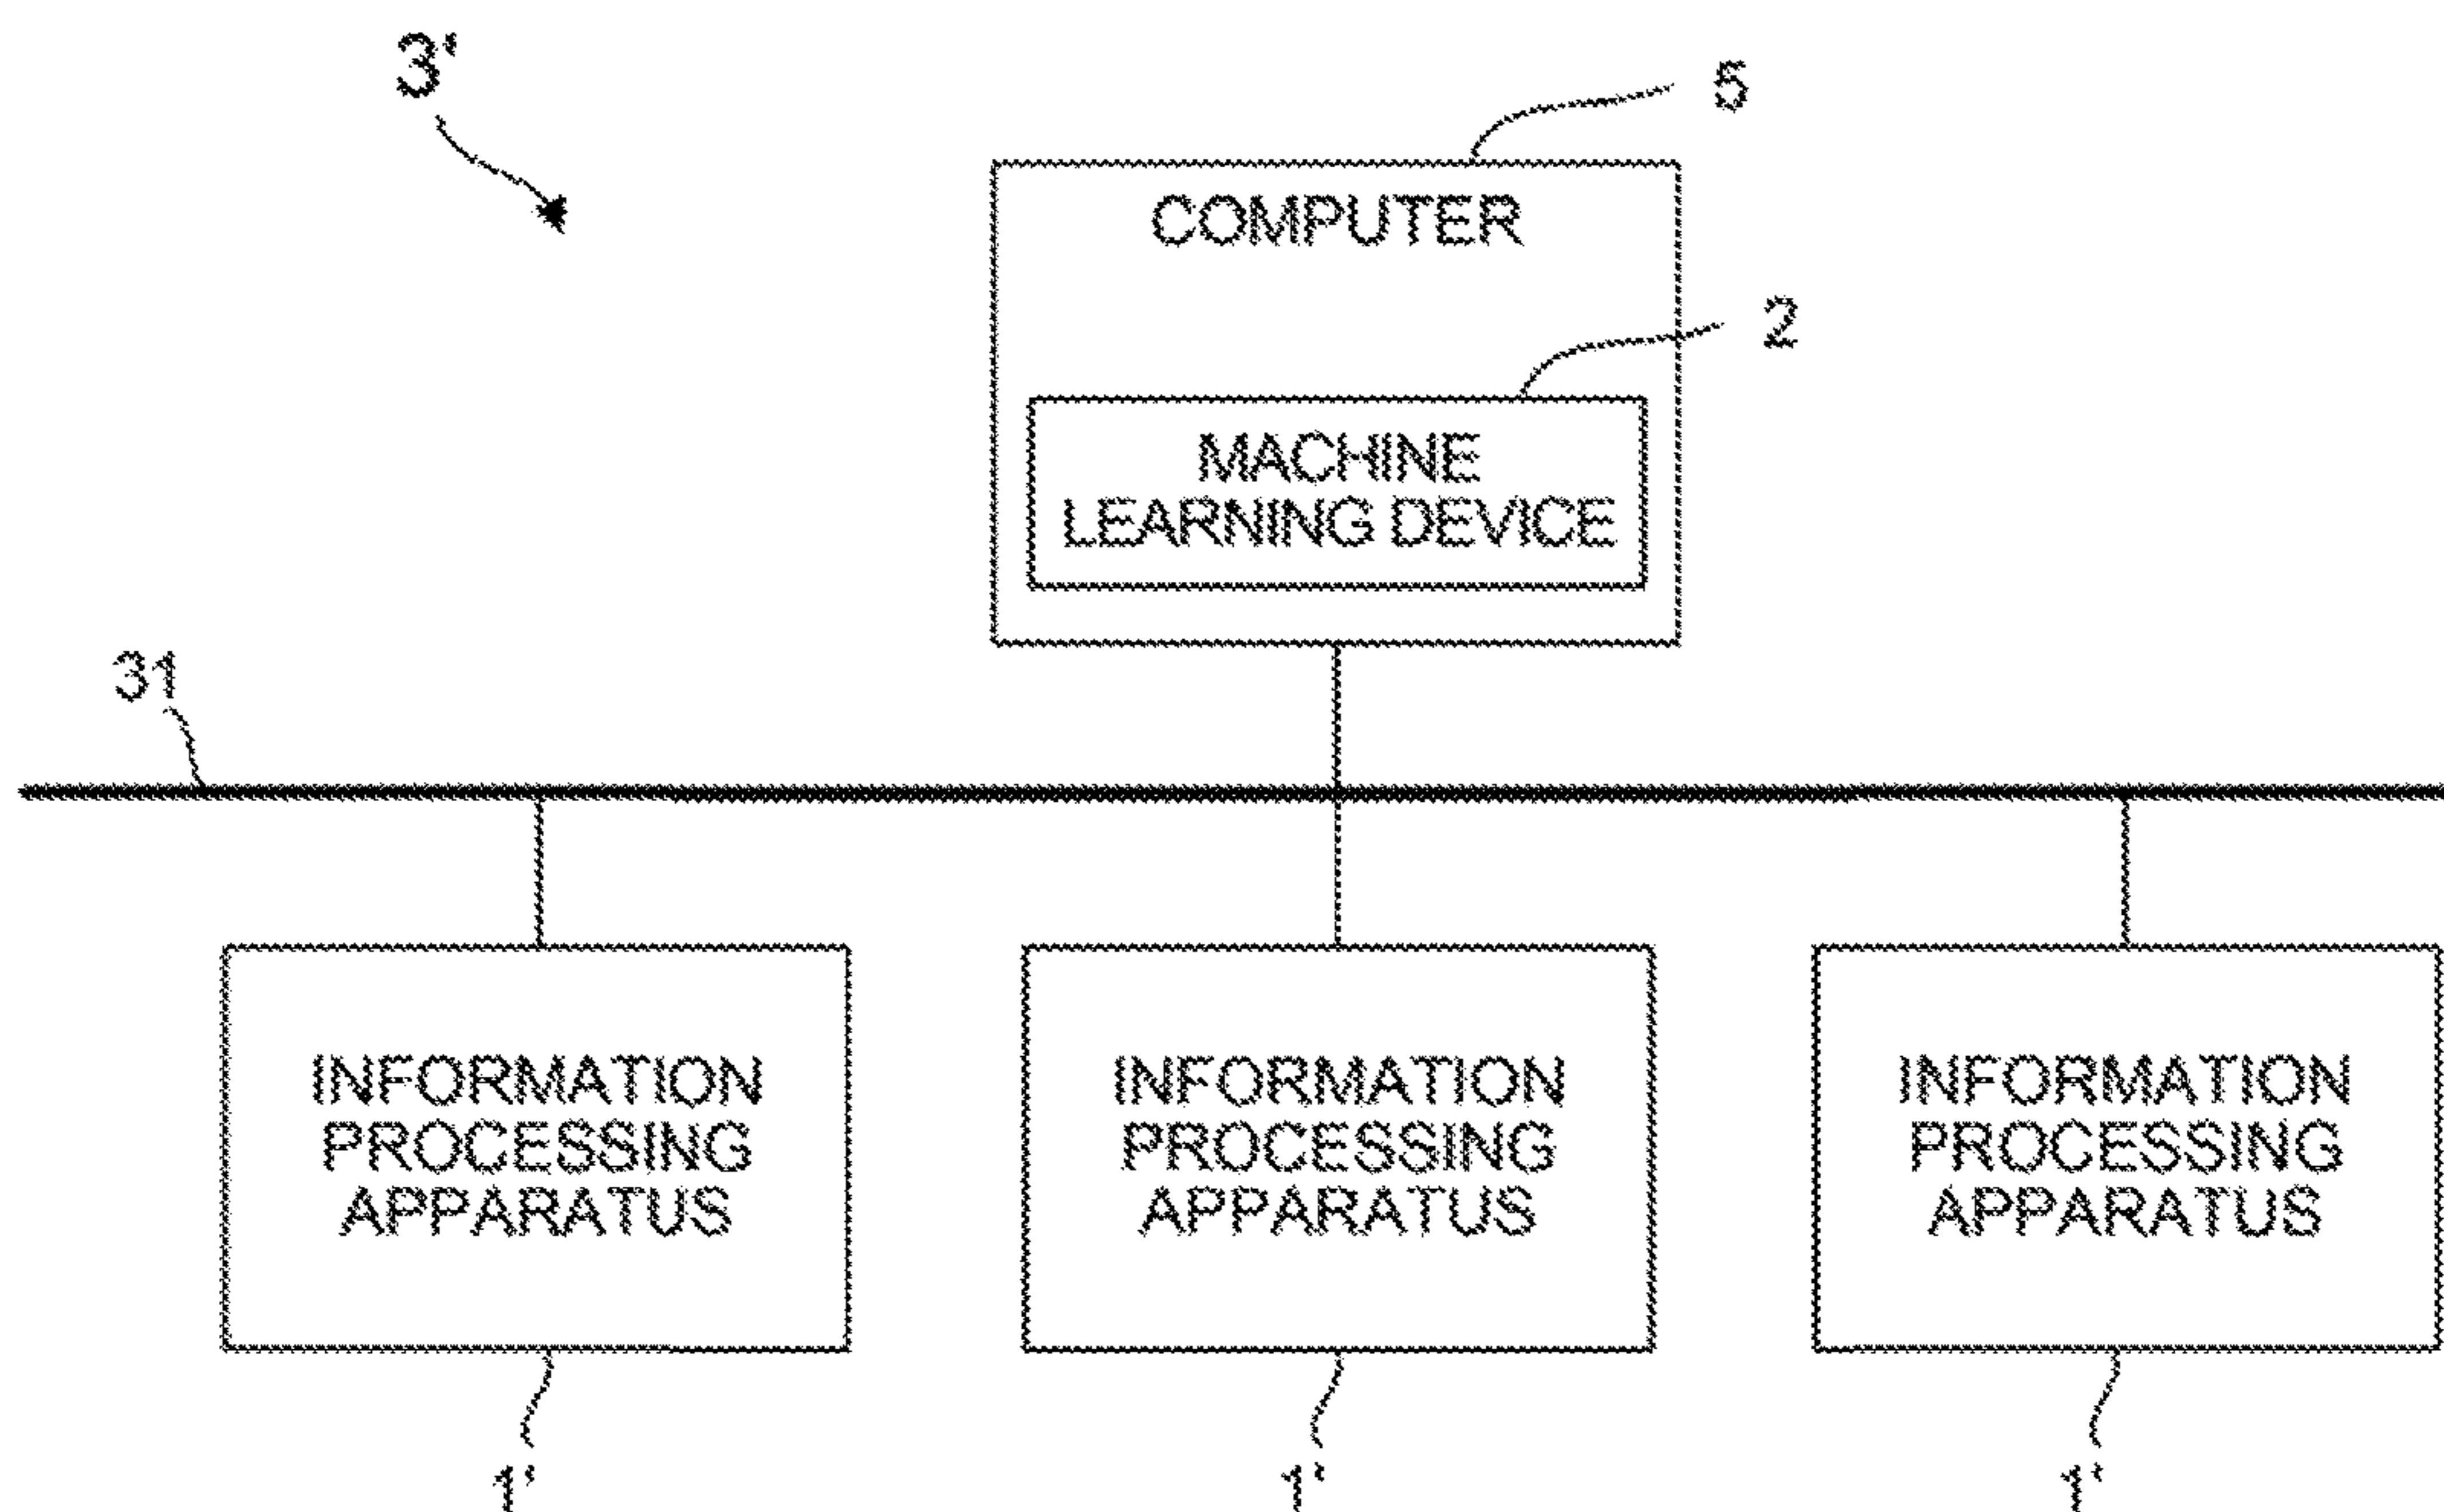 3'
5
COMPUTER
2
MACHINE
LEARNING DEVICE
31
INFORMATION
PROCESSING
APPARATUS
INFORMATION
PROCESSING
APPARATUS
INFORMATION
PROCESSING
APPARATUS
1'
1'
1'